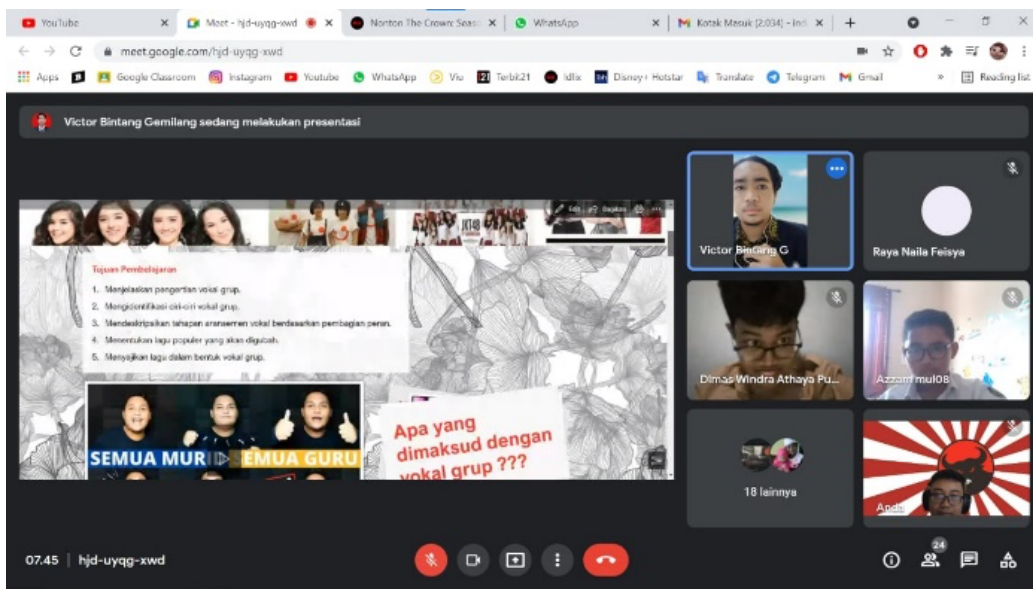 YouTube
Meet - hjd-uyqg-xwd
Nonton The Crown: Seaso
WhatsApp
Kotak Masuk (2.034) - ind
meet.google.com/hjd-uyqg-xwd
Apps
Google Classroom
Instagram
Youtube
WhatsApp
Viu
Terbit21
Idlix
Disney+ Hotstar
Translate
Telegram
Gmail
Reading list
Victor Bintang Gemilang sedang melakukan presentasi
JKT48
Edit
Bagikan
Tujuan Pembelajaran
1. Menjelaskan pengertian vokal grup.
2. Mengidentifikasi ciri-ciri vokal grup.
3. Mendeskripsikan tahapan aransemen vokal berdasarkan pembagian peran.
4. Menentukan lagu populer yang akan digubah.
5. Menyajikan lagu dalam bentuk vokal grup.
SEMUA MURID SEMUA GURU
Apa yang
dimaksud dengan
vokal grup ???
Victor Bintang G
Raya Naila Feisya
Dimas Windra Athaya Pu...
Azzam mul08
18 lainnya
Anda
07.45 | hjd-uyqg-xwd
24